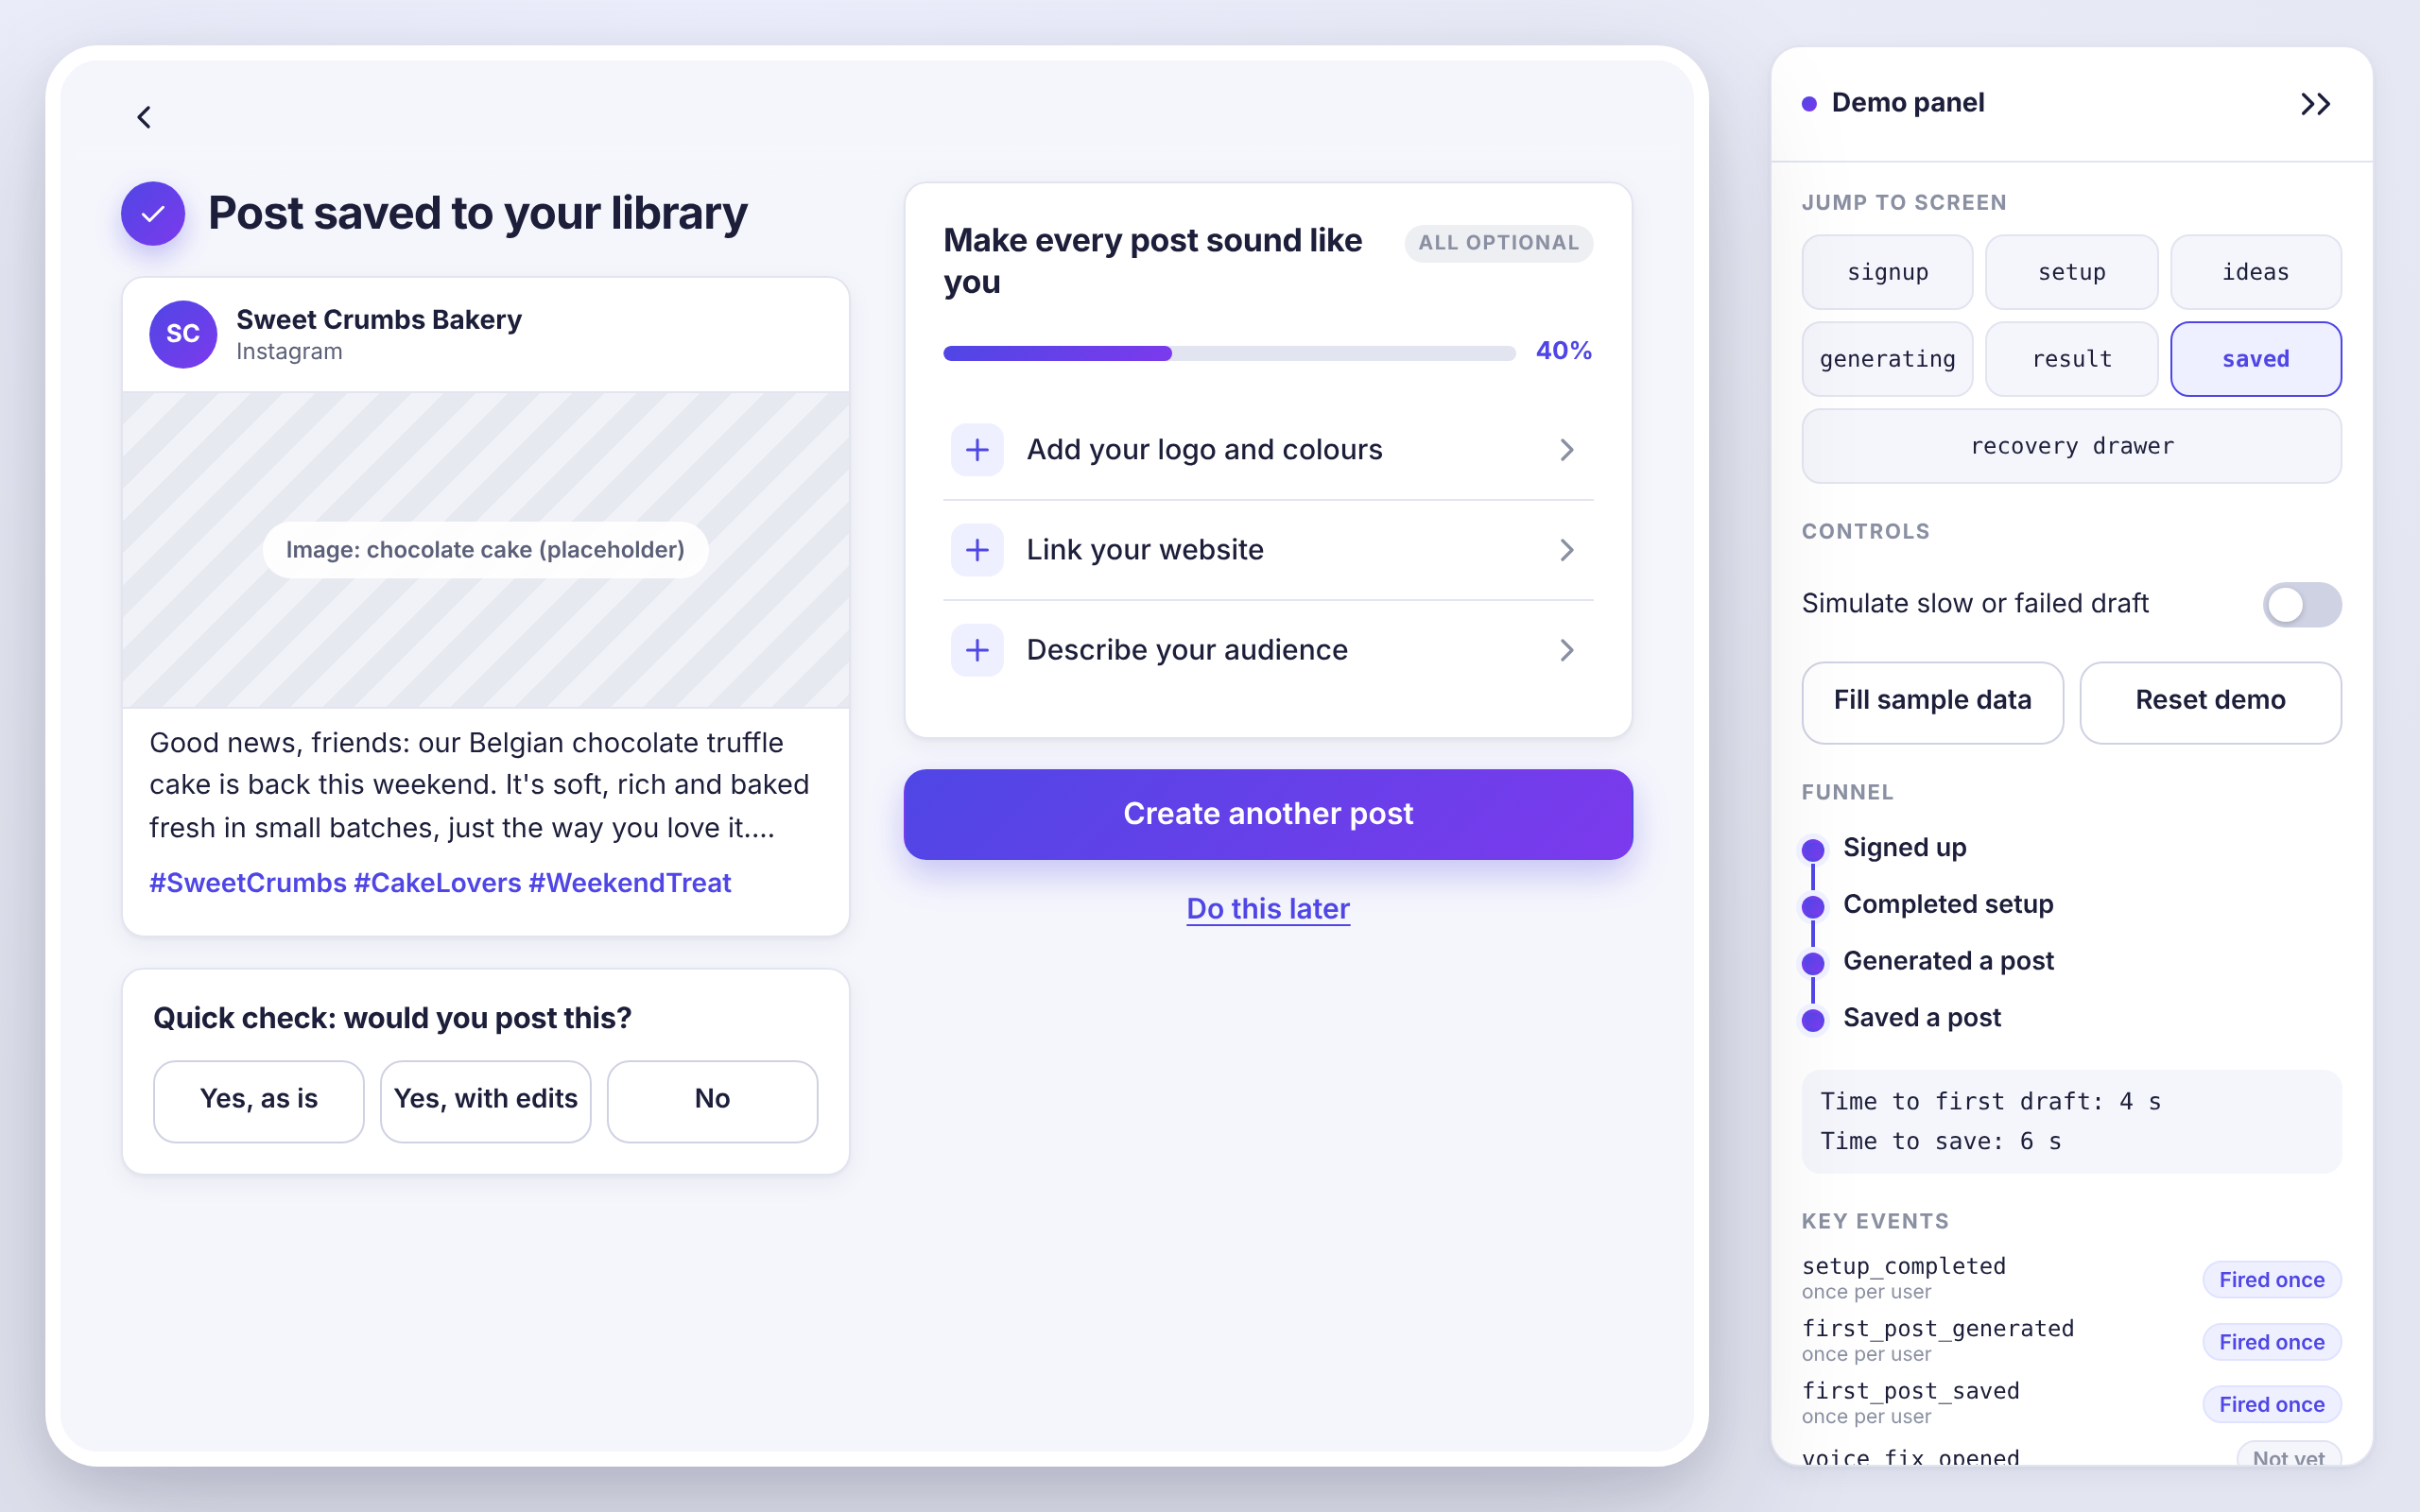 Post saved to your library
SC
Sweet Crumbs Bakery
Instagram
Image: chocolate cake (placeholder)
Good news, friends: our Belgian chocolate truffle
cake is back this weekend. It's soft, rich and baked
fresh in small batches, just the way you love it....
#SweetCrumbs #CakeLovers #WeekendTreat
Quick check: would you post this?
Yes, as is
Yes, with edits
No
Make every post sound like
you
ALL OPTIONAL
40%
Add your logo and colours
Link your website
Describe your audience
Create another post
Do this later
Demo panel
JUMP TO SCREEN
signup
setup
ideas
generating
result
saved
recovery drawer
CONTROLS
Simulate slow or failed draft
Fill sample data
Reset demo
FUNNEL
Signed up
Completed setup
Generated a post
Saved a post
Time to first draft: 4 s
Time to save: 6 s
KEY EVENTS
setup_completed
once per user
Fired once
first_post_generated
once per user
Fired once
first_post_saved
once per user
Fired once
voice_fix_opened
Not yet